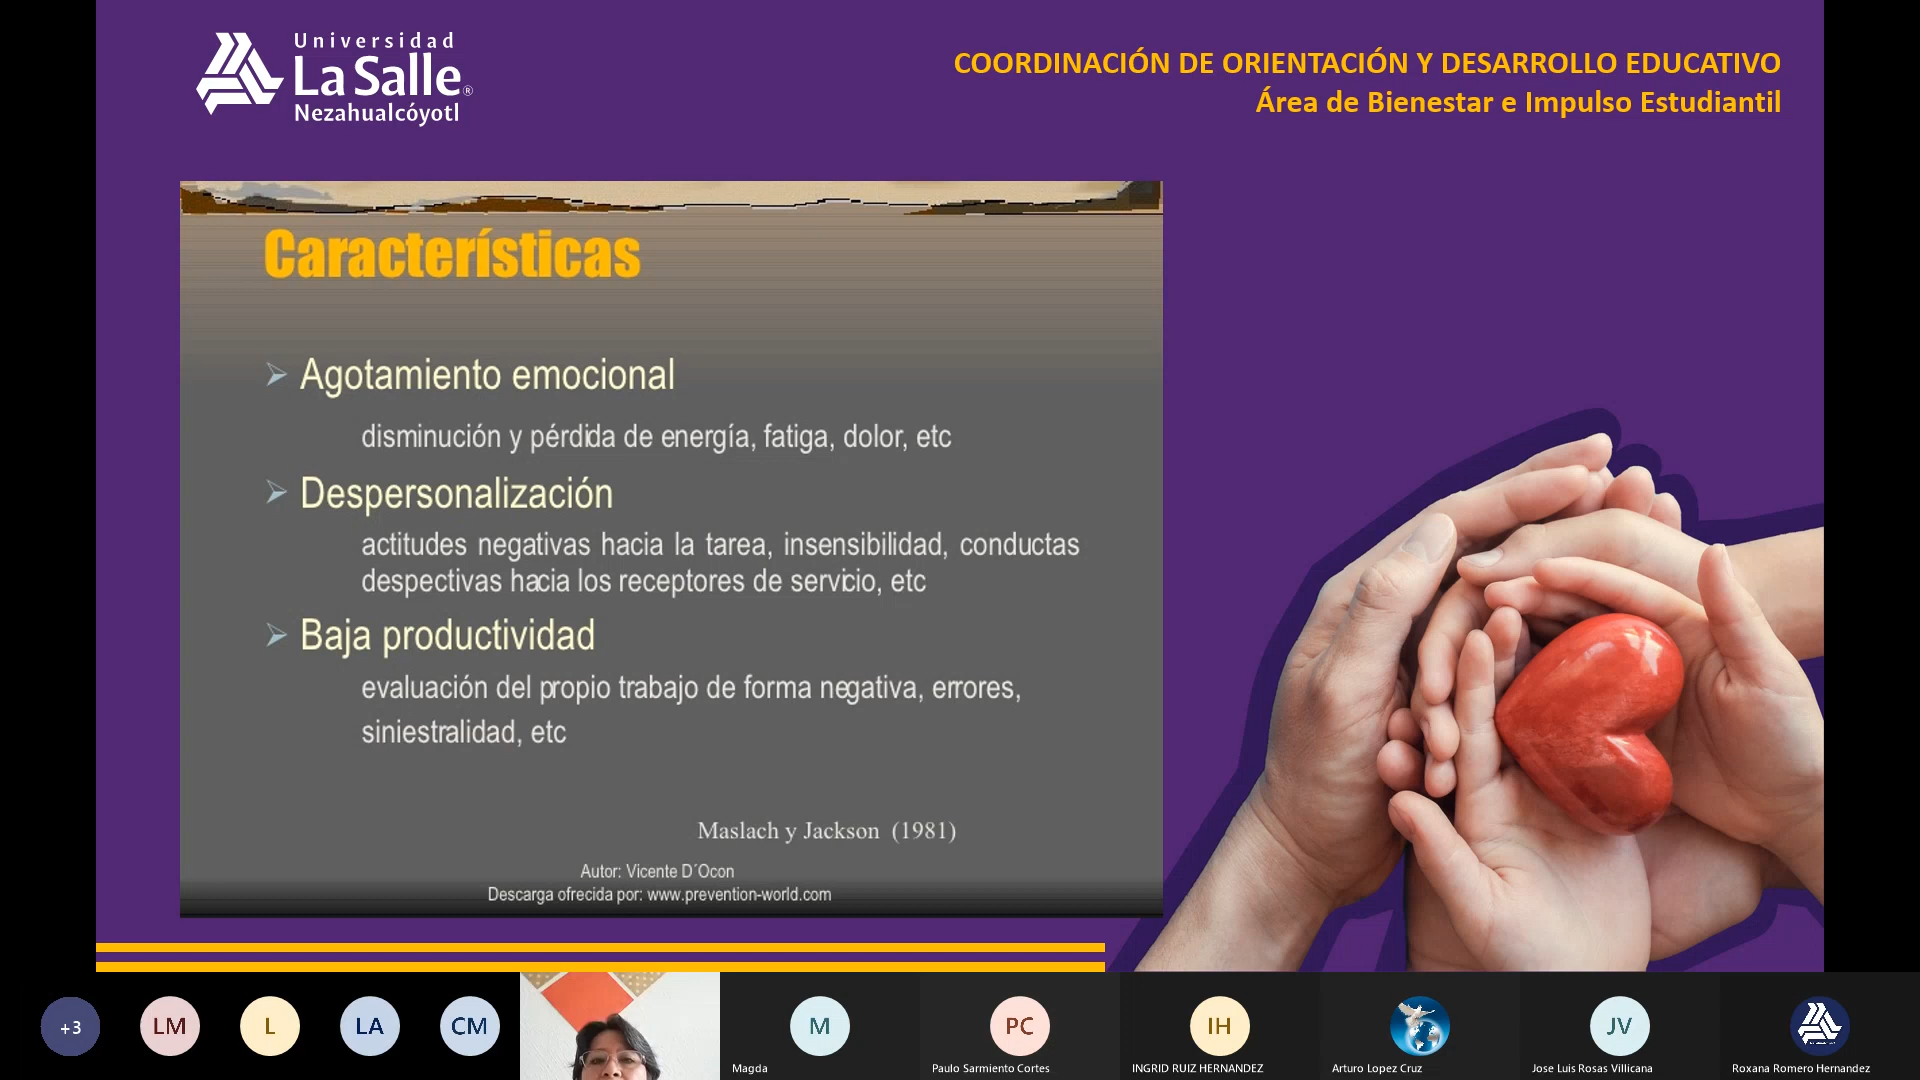 Universidad
La Salle®
Nezahualcóyotl
COORDINACIÓN DE ORIENTACIÓN Y DESARROLLO EDUCATIVO
Área de Bienestar e Impulso Estudiantil
Características
Agotamiento emocional
disminución y pérdida de energía, fatiga, dolor, etc
Despersonalización
actitudes negativas hacia la tarea, insensibilidad, conductas
despectivas hacia los receptores de servicio, etc
Baja productividad
evaluación del propio trabajo de forma negativa, errores,
siniestralidad, etc
Maslach y Jackson (1981)
Autor: Vicente D´Ocon
Descarga ofrecida por: www.prevention-world.com
+3
LM
L
LA
CM
M
PC
IH
JV
Magda
Paulo Sarmiento Cortes
INGRID RUIZ HERNANDEZ
Arturo Lopez Cruz
Jose Luis Rosas Villicana
Roxana Romero Hernandez